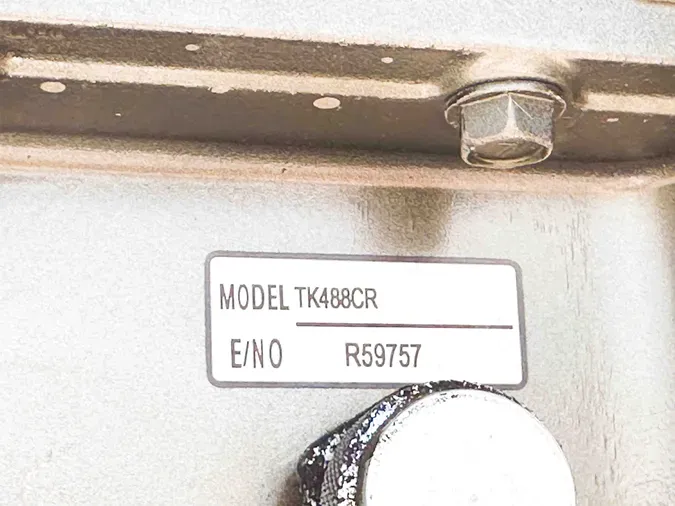 MODEL TK488CR
E/NO R59757